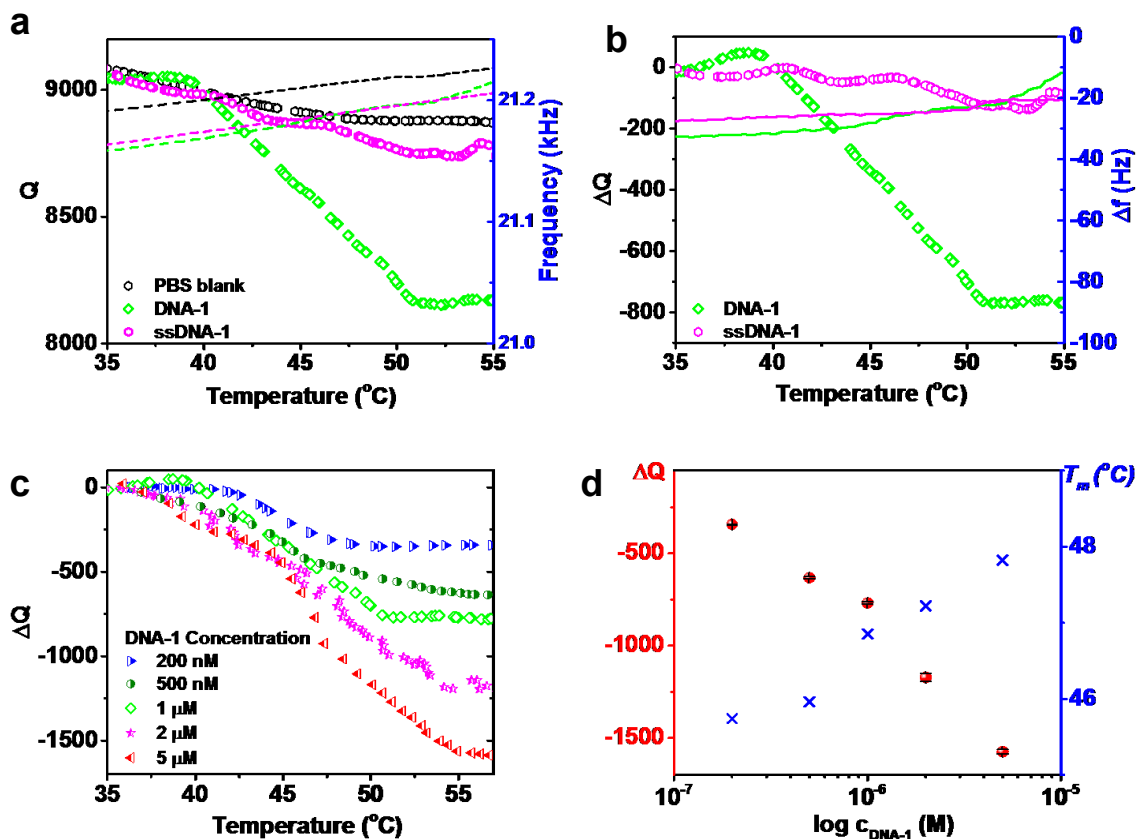 a
9000
8500
8000
Q
35 40 45 50 55
Temperature (°C)
21.2
21.1
21.0
Frequency (kHz)
PBS blank
DNA-1
ssDNA-1
b
0
-200
-400
-600
-800
ΔQ
35 40 45 50 55
Temperature (°C)
0
-20
-40
-60
-80
-100
Δf (Hz)
DNA-1
ssDNA-1
c
0
-500
-1000
-1500
ΔQ
35 40 45 50 55
Temperature (°C)
DNA-1 Concentration
200 nM
500 nM
1 μM
2 μM
5 μM
d
ΔQ
-500
-1000
-1500
Tm (°C)
48
46
10⁻⁷ 10⁻⁶ 10⁻⁵
log c DNA-1 (M)